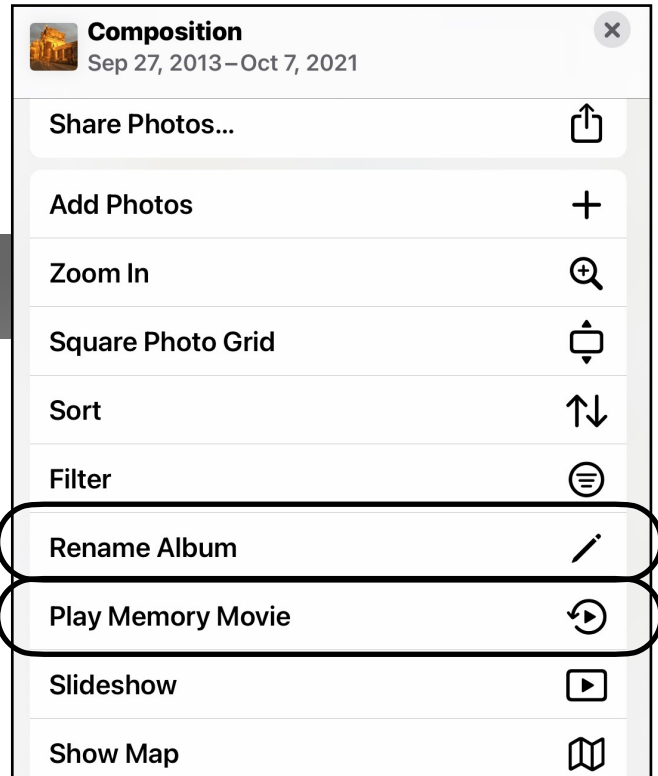 Composition
Sep 27, 2013–Oct 7, 2021
Share Photos...
Add Photos
Zoom In
Square Photo Grid
Sort
Filter
Rename Album
Play Memory Movie
Slideshow
Show Map